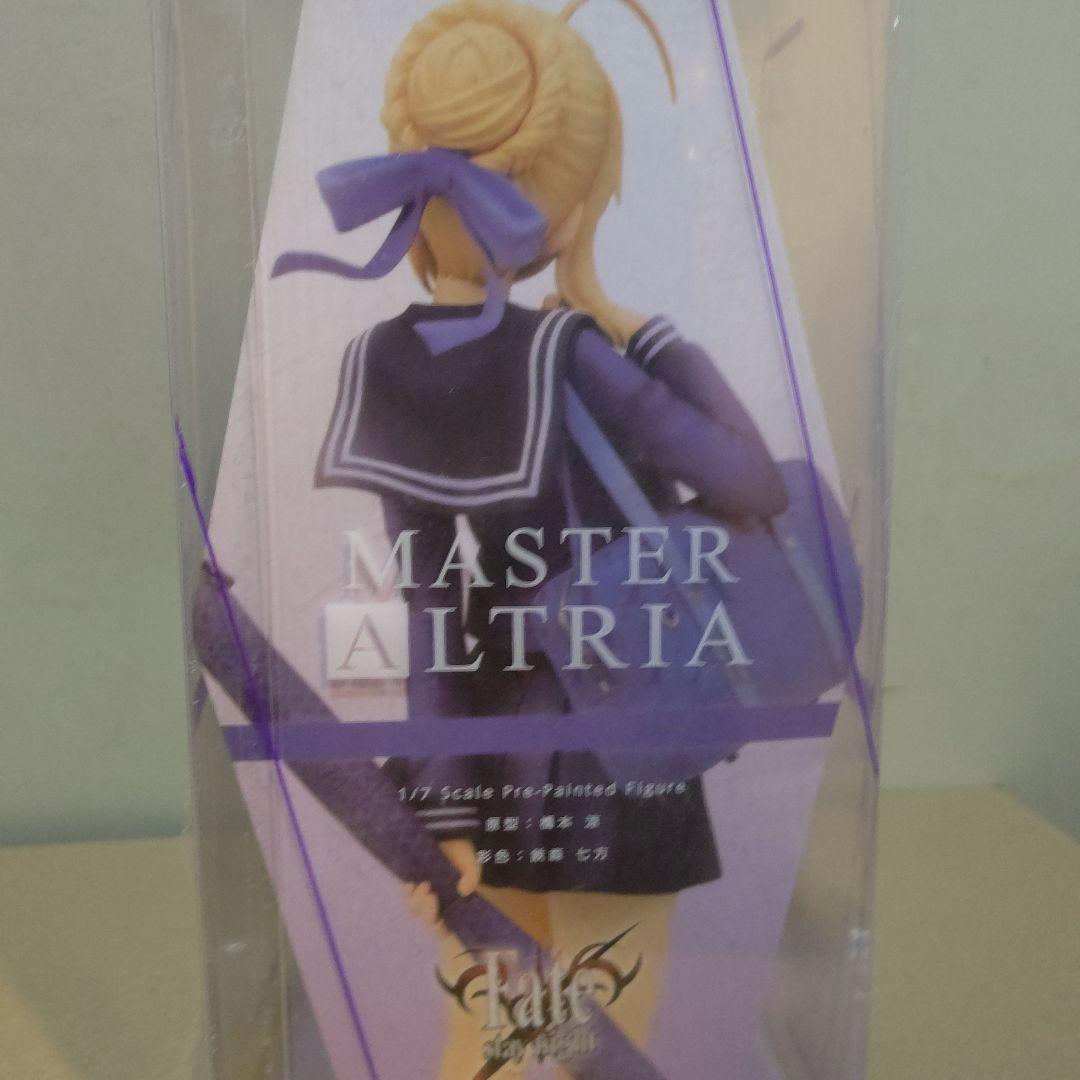 MASTER
ALTRIA
1/7 Scale Pre-Painted Figure
原型：橋本 涼
彩色：鉄森 七方
Fate
stay night